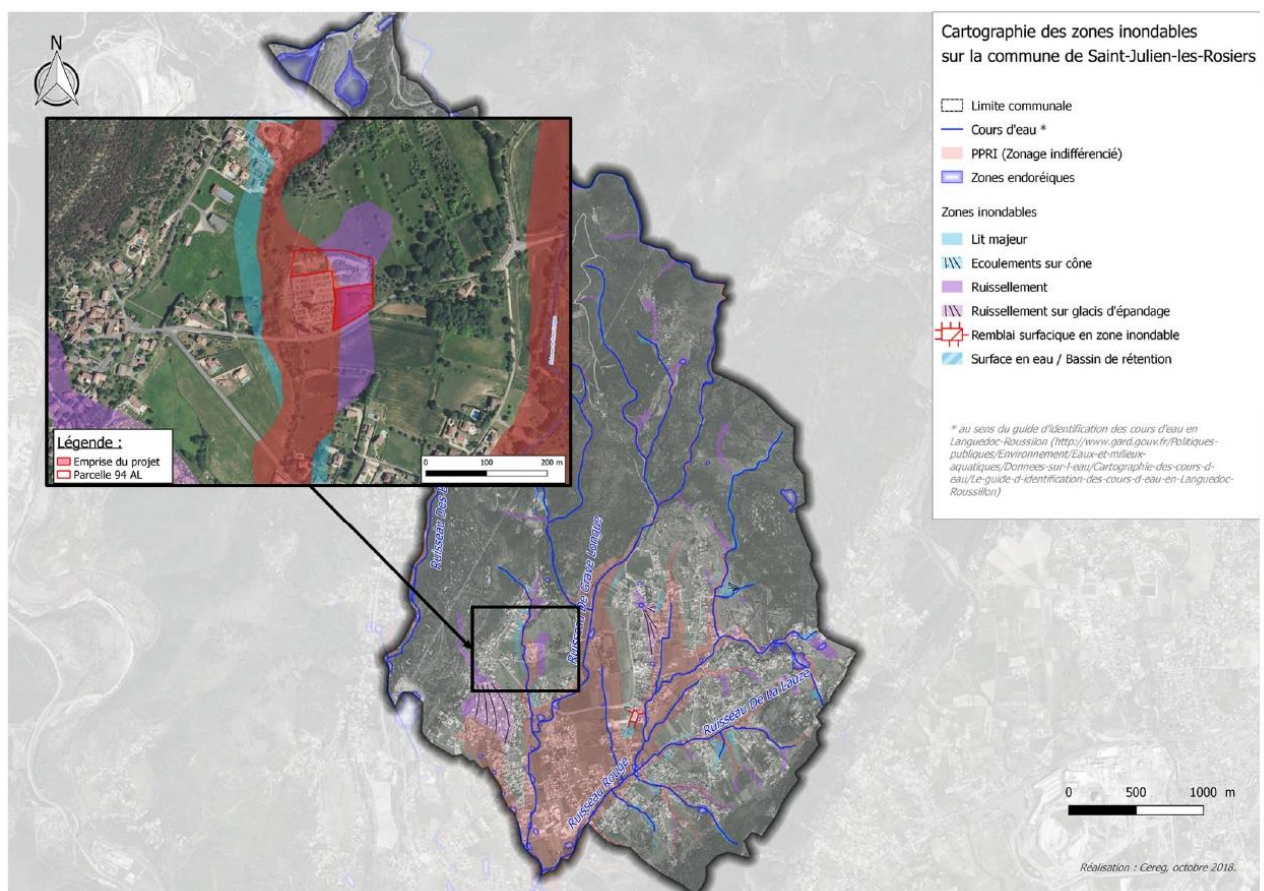 N
Cartographie des zones inondables
sur la commune de Saint-Julien-les-Rosiers
Limite communale
Cours d'eau *
PPRI (Zonage indifférencié)
Zones endoréiques
Zones inondables
Lit majeur
Ecoulements sur cône
Ruissellement
Ruissellement sur glacis d'épandage
Remblai surfacique en zone inondable
Surface en eau / Bassin de rétention
* au sens du guide d'identification des cours d'eau en
Languedoc-Roussilon (http://www.gard.gouv.fr/Politiques-
publiques/Environnement/Eaux-et-milieux-
aquatiques/Donnees-sur-l-eau/Cartographie-des-cours-d-
eau/Le-guide-d-identification-des-cours-d-eau-en-Languedoc-
Roussillon)
Légende :
Emprise du projet
Parcelle 94 AL
0 100 200 m
Ruisseau Des
Ruisseau De Grave Longue
Ruisseau De La Lauze
Ruisseau Rouge
0 500 1000 m
Réalisation : Cereg, octobre 2018.